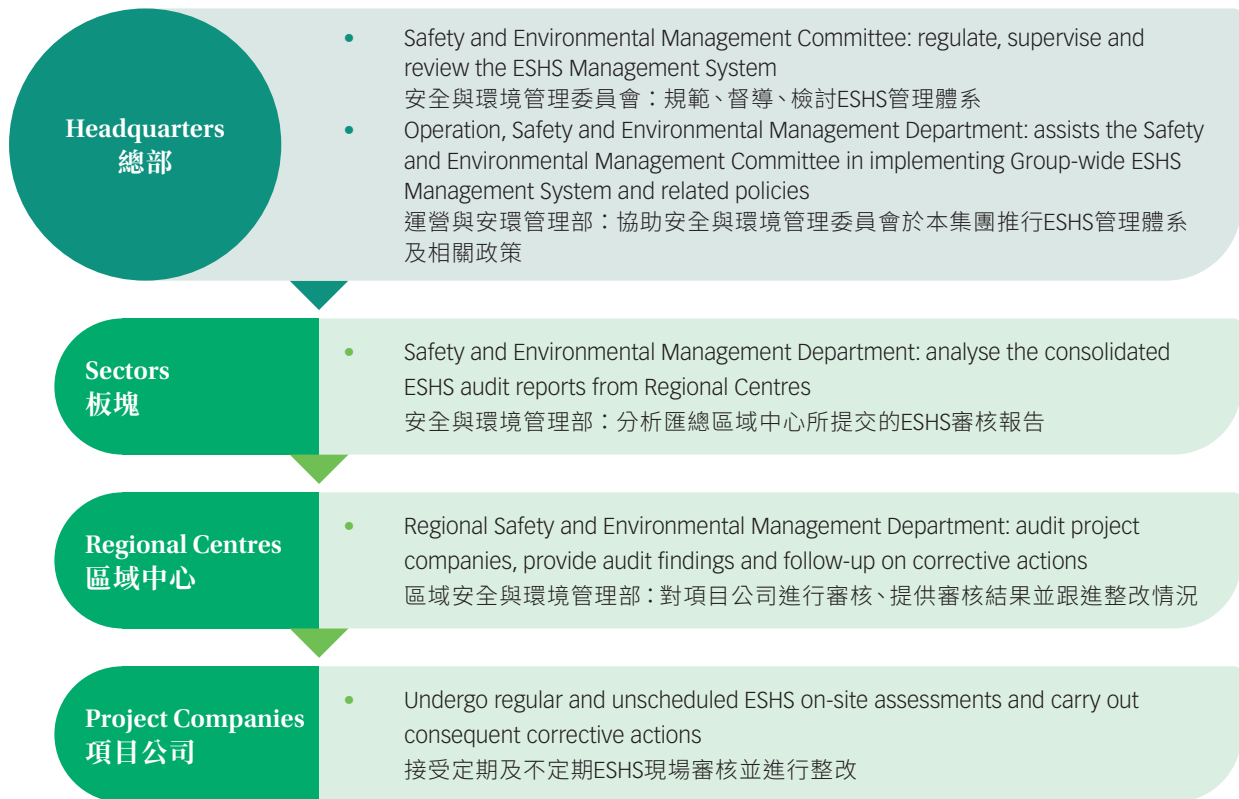 Headquarters
總部
• Safety and Environmental Management Committee: regulate, supervise and
review the ESHS Management System
安全與環境管理委員會：規範、督導、檢討ESHS管理體系
• Operation, Safety and Environmental Management Department: assists the Safety
and Environmental Management Committee in implementing Group-wide ESHS
Management System and related policies
運營與安環管理部：協助安全與環境管理委員會於本集團推行ESHS管理體系
及相關政策
Sectors
板塊
• Safety and Environmental Management Department: analyse the consolidated
ESHS audit reports from Regional Centres
安全與環境管理部：分析匯總區域中心所提交的ESHS審核報告
Regional Centres
區域中心
• Regional Safety and Environmental Management Department: audit project
companies, provide audit findings and follow-up on corrective actions
區域安全與環境管理部：對項目公司進行審核、提供審核結果並跟進整改情況
Project Companies
項目公司
• Undergo regular and unscheduled ESHS on-site assessments and carry out
consequent corrective actions
接受定期及不定期ESHS現場審核並進行整改